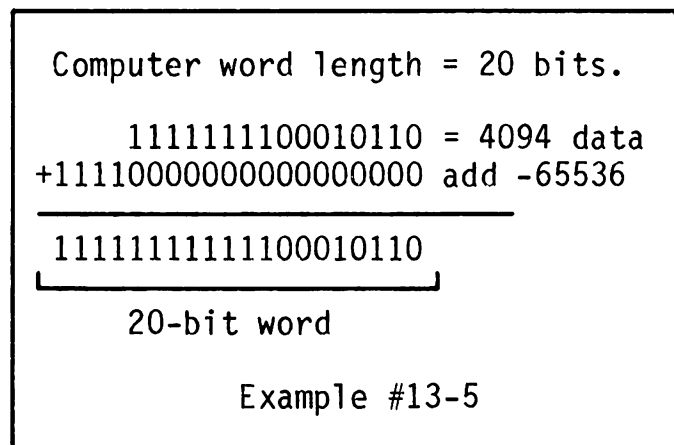 Computer word length = 20 bits.
1111111100010110 = 4094 data
+11110000000000000000 add -65536
11111111111100010110
20-bit word
Example #13-5